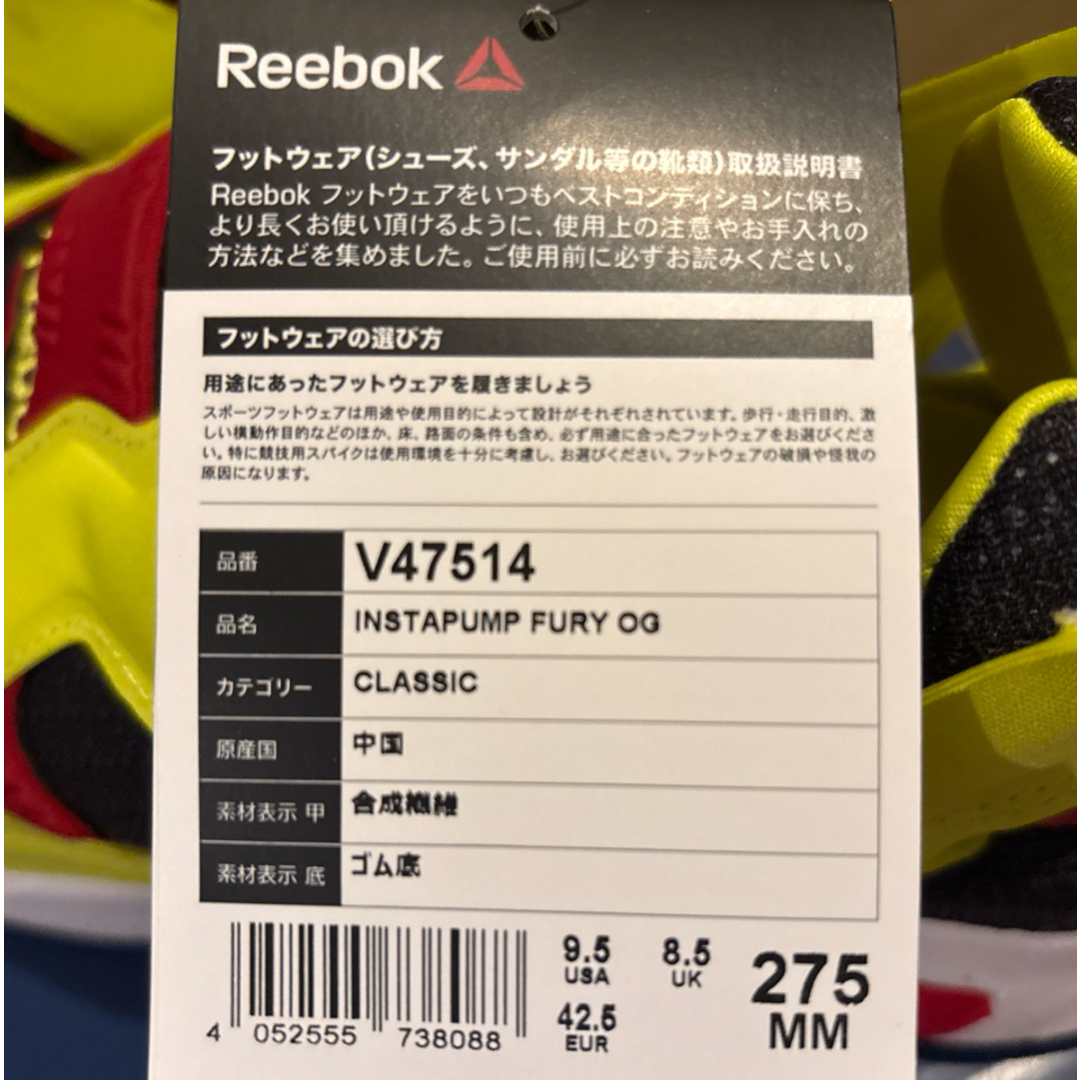 Reebok
フットウェア(シューズ、サンダル等の靴類)取扱説明書
Reebok フットウェアをいつもベストコンディションに保ち、
より長くお使い頂けるように、使用上の注意やお手入れの
方法などを集めました。ご使用前に必ずお読みください。
フットウェアの選び方
用途にあったフットウェアを履きましょう
スポーツフットウェアは用途や使用目的によって設計がそれぞれされています。歩行・走行目的、激
しい横動作目的などのほか、床、路面の条件も含め、必ず用途に合ったフットウェアをお選びくださ
い。特に競技用スパイクは使用環境を十分に考慮し、お選びください。フットウェアの破損や怪我の
原因になります。
品番 V47514
品名 INSTAPUMP FURY OG
カテゴリー CLASSIC
原産国 中国
素材表示 甲 合成繊維
素材表示 底 ゴム底
9.5 USA 8.5 UK 275 MM
42.5 EUR
4 052555 738088